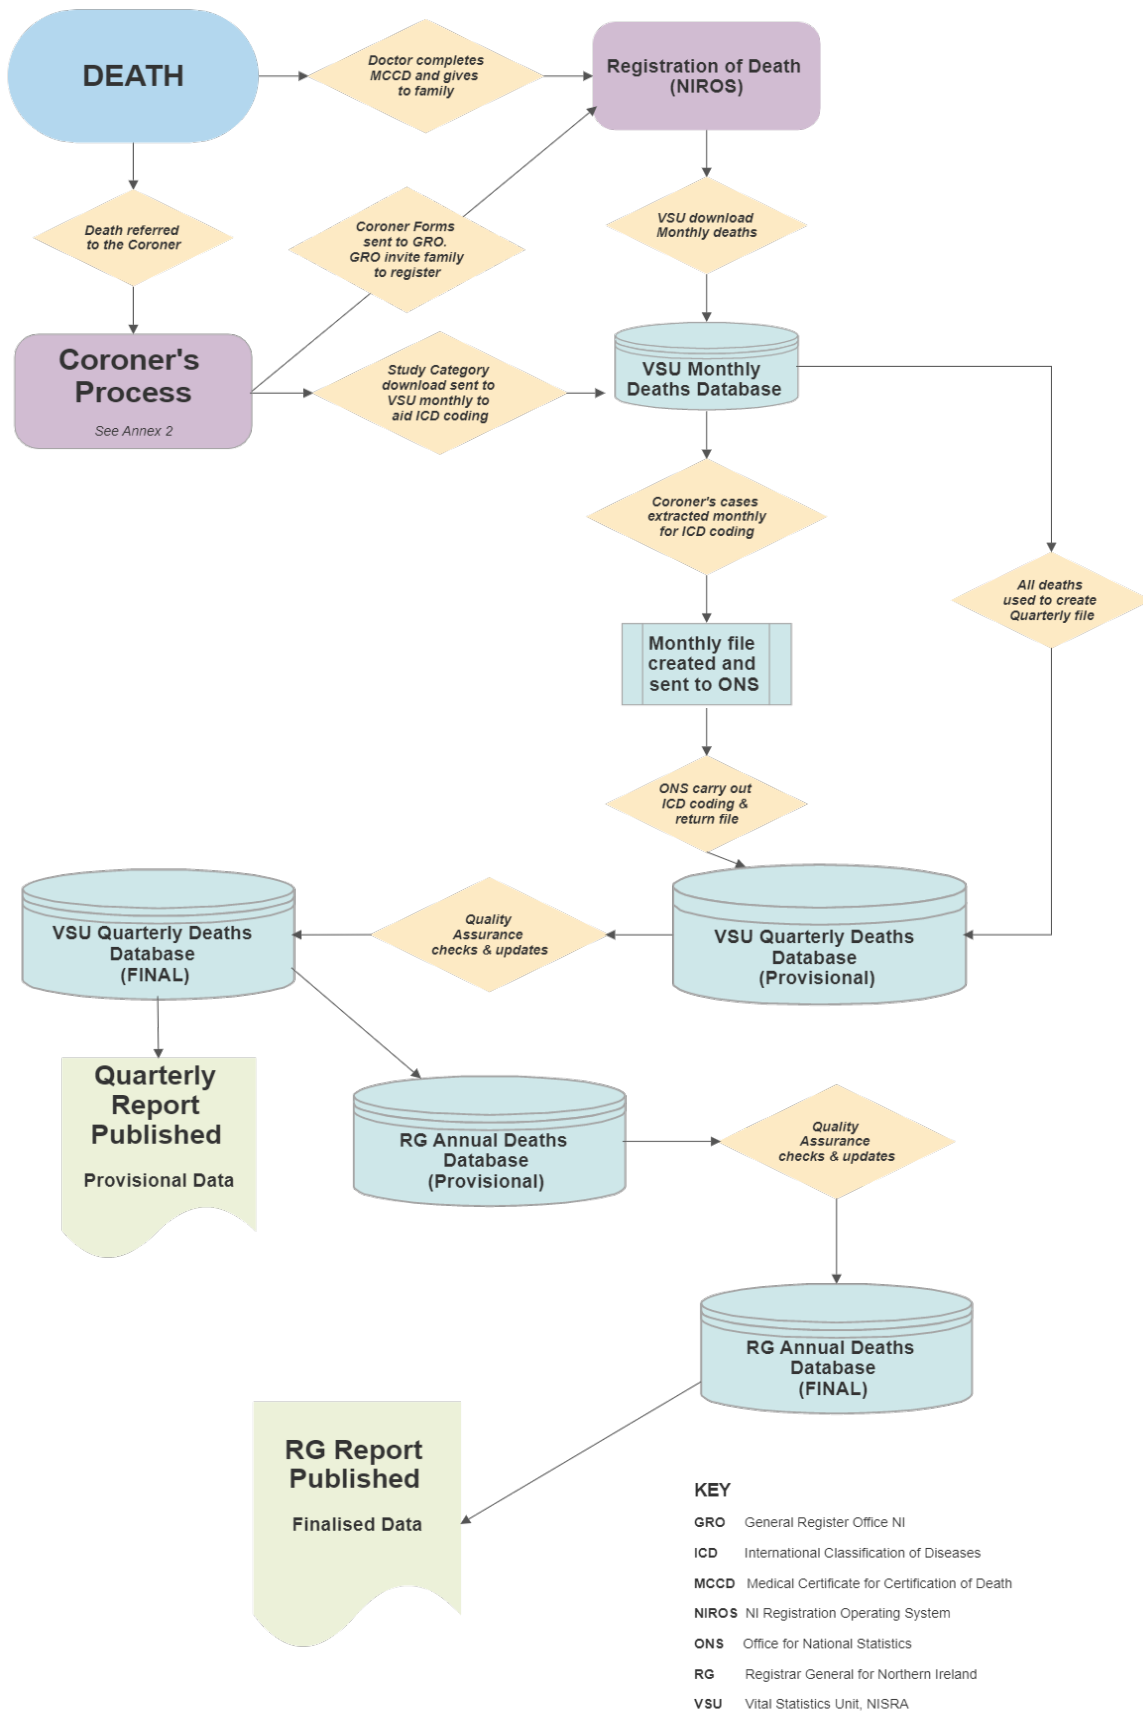 DEATH
Doctor completes
MCCD and gives
to family
Registration of Death
(NIROS)
Death referred
to the Coroner
Coroner Forms
sent to GRO.
GRO invite family
to register
VSU download
Monthly deaths
Coroner's
Process
See Annex 2
Study Category
download sent to
VSU monthly to
aid ICD coding
VSU Monthly
Deaths Database
Coroner's cases
extracted monthly
for ICD coding
All deaths
used to create
Quarterly file
Monthly file
created and
sent to ONS
ONS carry out
ICD coding &
return file
VSU Quarterly Deaths
Database
(FINAL)
Quality
Assurance
checks & updates
VSU Quarterly Deaths
Database
(Provisional)
Quarterly
Report
Published
Provisional Data
RG Annual Deaths
Database
(Provisional)
Quality
Assurance
checks & updates
RG Annual Deaths
Database
(FINAL)
RG Report
Published
Finalised Data
KEY
GRO General Register Office NI
ICD International Classification of Diseases
MCCD Medical Certificate for Certification of Death
NIROS NI Registration Operating System
ONS Office for National Statistics
RG Registrar General for Northern Ireland
VSU Vital Statistics Unit, NISRA